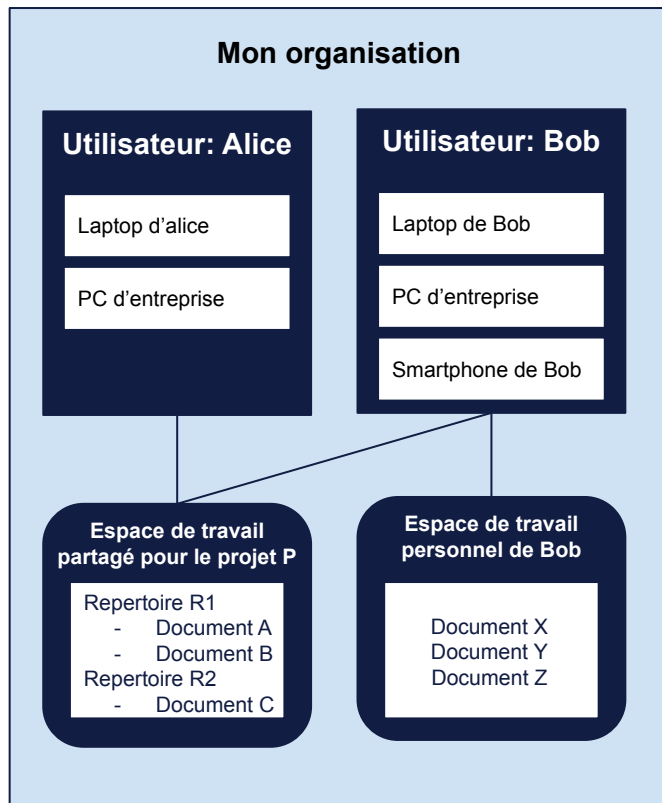 Mon organisation
Utilisateur: Alice
Laptop d’alice
PC d’entreprise
Utilisateur: Bob
Laptop de Bob
PC d’entreprise
Smartphone de Bob
Espace de travail
partagé pour le projet P
Repertoire R1
- Document A
- Document B
Repertoire R2
- Document C
Espace de travail
personnel de Bob
Document X
Document Y
Document Z